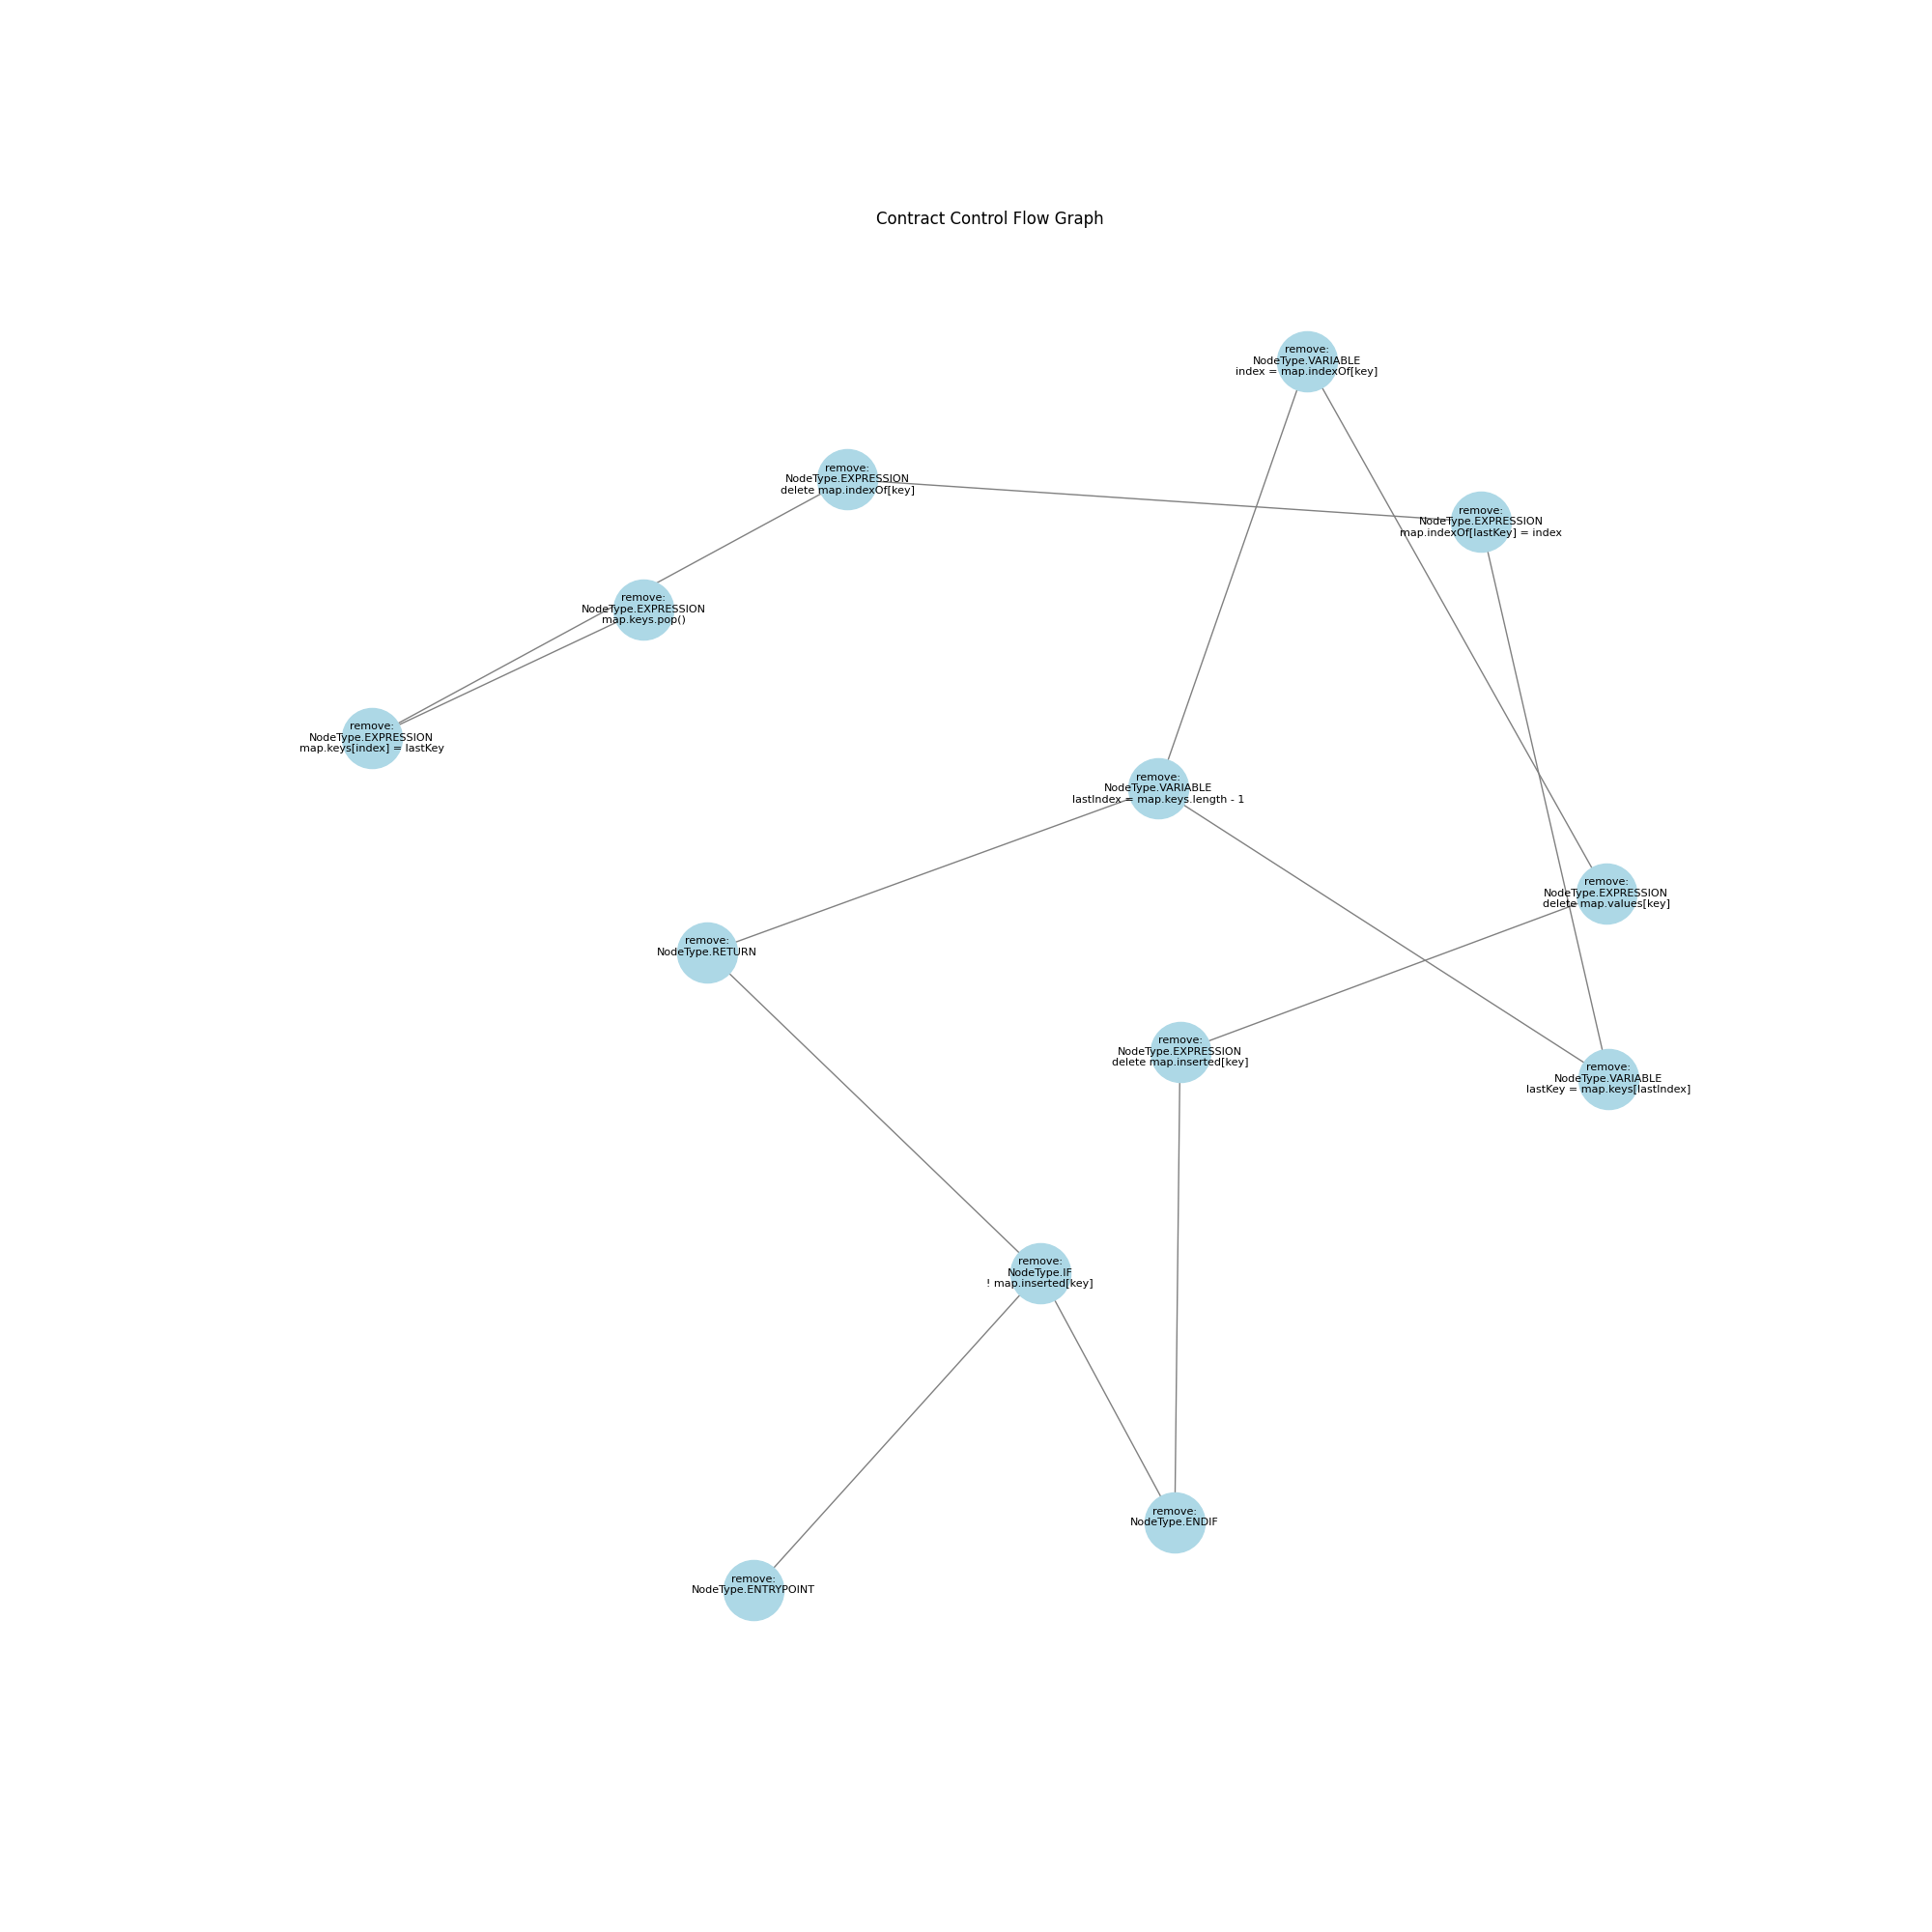 Contract Control Flow Graph
remove:
NodeType.VARIABLE
index = map.indexOf[key]
remove:
NodeType.EXPRESSION
delete map.indexOf[key]
remove:
NodeType.EXPRESSION
map.indexOf[lastKey] = index
remove:
NodeType.EXPRESSION
map.keys.pop()
remove:
NodeType.EXPRESSION
map.keys[index] = lastKey
remove:
NodeType.VARIABLE
lastIndex = map.keys.length - 1
remove:
NodeType.EXPRESSION
delete map.values[key]
remove:
NodeType.RETURN
remove:
NodeType.EXPRESSION
delete map.inserted[key]
remove:
NodeType.VARIABLE
lastKey = map.keys[lastIndex]
remove:
NodeType.IF
! map.inserted[key]
remove:
NodeType.ENDIF
remove:
NodeType.ENTRYPOINT